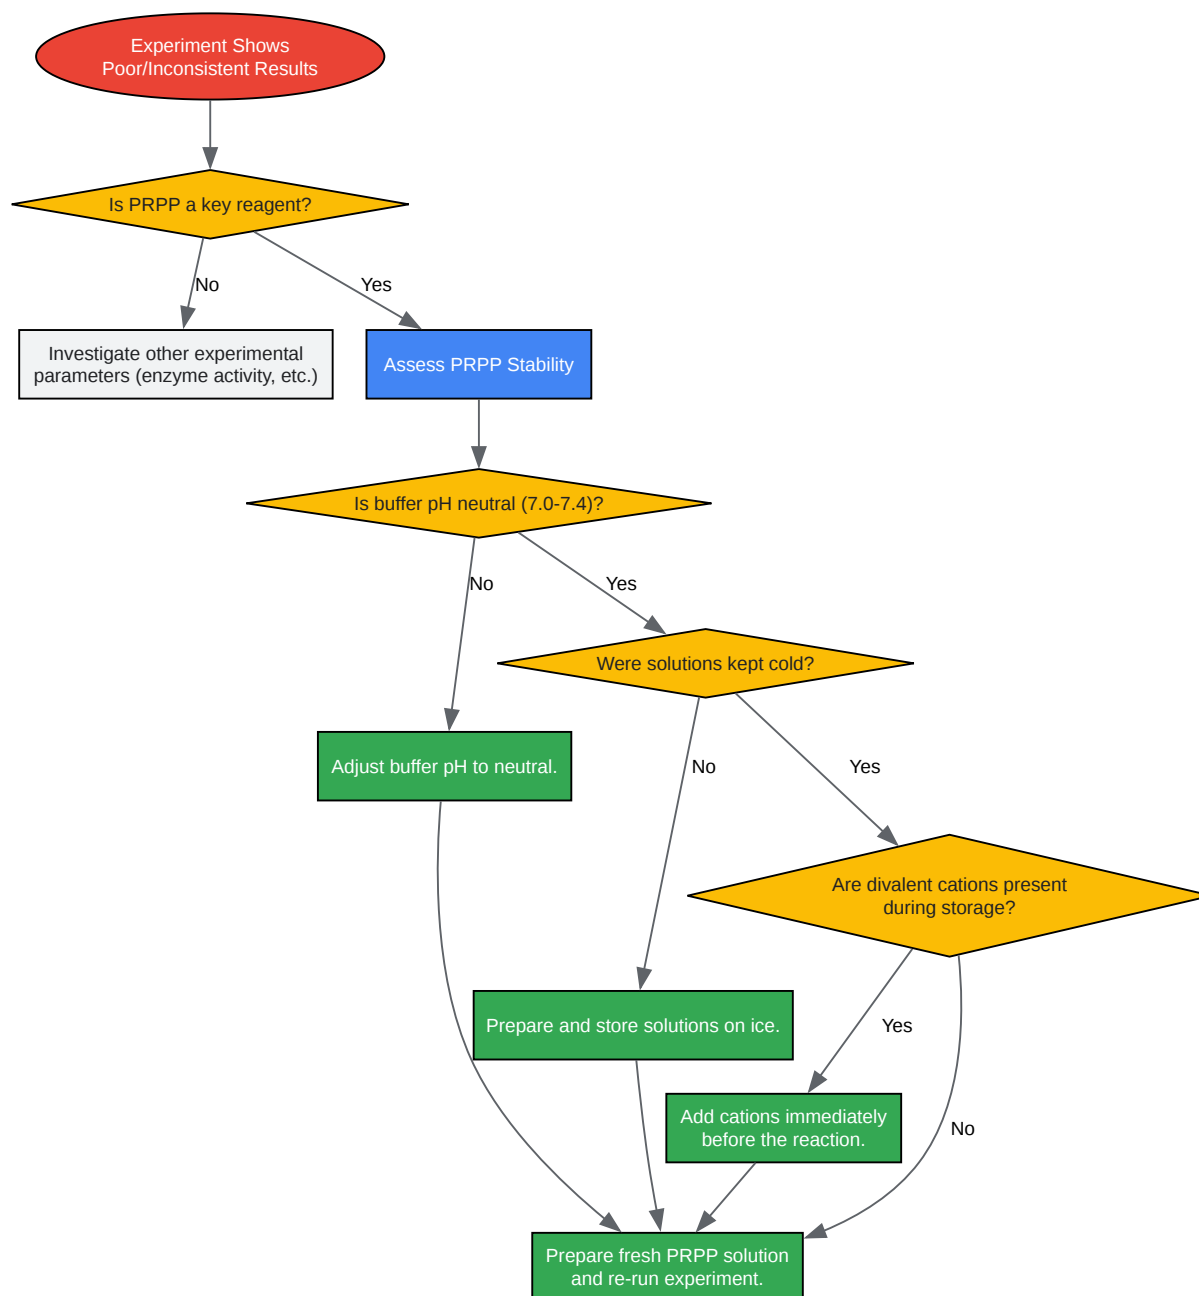 Experiment Shows
Poor/Inconsistent Results
Is PRPP a key reagent?
No
Yes
Investigate other experimental
parameters (enzyme activity, etc.)
Assess PRPP Stability
Is buffer pH neutral (7.0-7.4)?
No
Yes
Were solutions kept cold?
Adjust buffer pH to neutral.
No
Yes
Are divalent cations present
during storage?
Prepare and store solutions on ice.
Yes
Add cations immediately
before the reaction.
No
Prepare fresh PRPP solution
and re-run experiment.